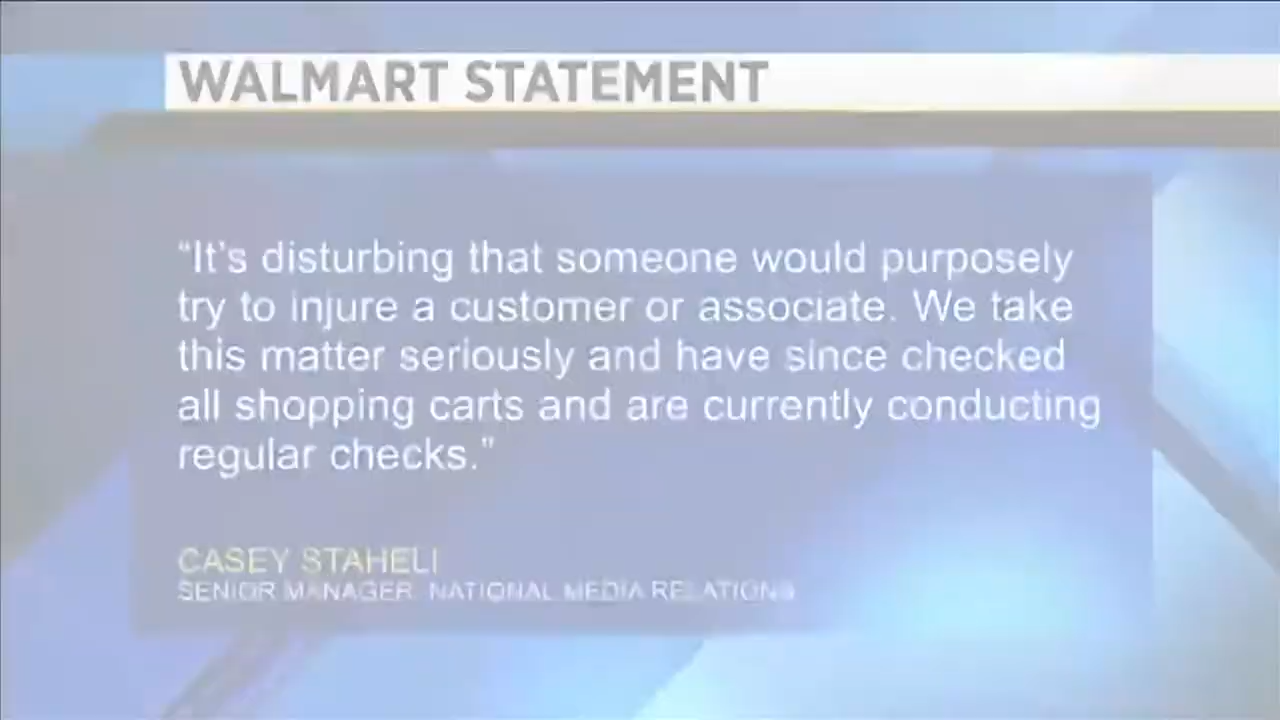 WALMART STATEMENT
“It’s disturbing that someone would purposely
try to injure a customer or associate. We take
this matter seriously and have since checked
all shopping carts and are currently conducting
regular checks.”
CASEY STAHELI
SENIOR MANAGER, NATIONAL MEDIA RELATIONS